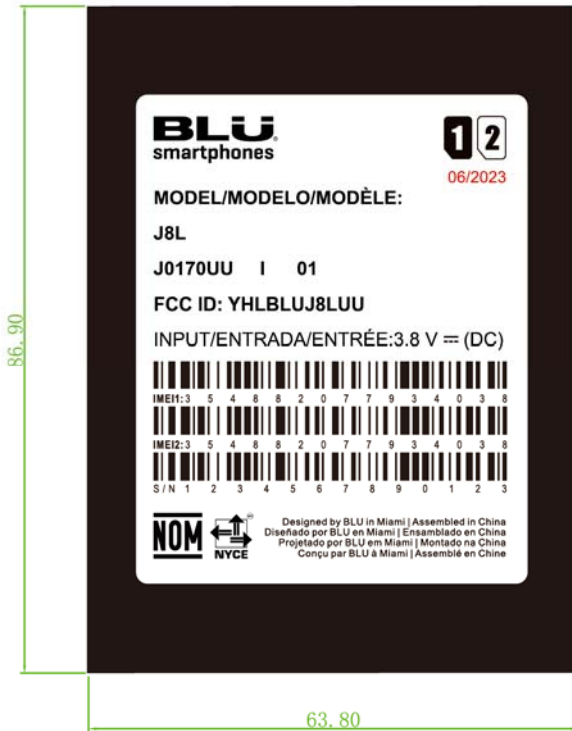 BLU
smartphones
1 2
06/2023
MODEL/MODELO/MODÈLE:
J8L
J0170UU I 01
FCC ID: YHLBLUJ8LUU
INPUT/ENTRADA/ENTRÉE:3.8 V ⎓ (DC)
IMEI1:3 5 4 8 8 2 0 7 7 9 3 4 0 3 8
IMEI2:3 5 4 8 8 2 0 7 7 9 3 4 0 3 8
S/N 1 2 3 4 5 6 7 8 9 0 1 2 3
NOM
NYCE
Designed by BLU in Miami | Assembled in China
Diseñado por BLU en Miami | Ensamblado en China
Projetado por BLU em Miami | Montado na China
Conçu par BLU à Miami | Assemblé en Chine
86.90
63.80